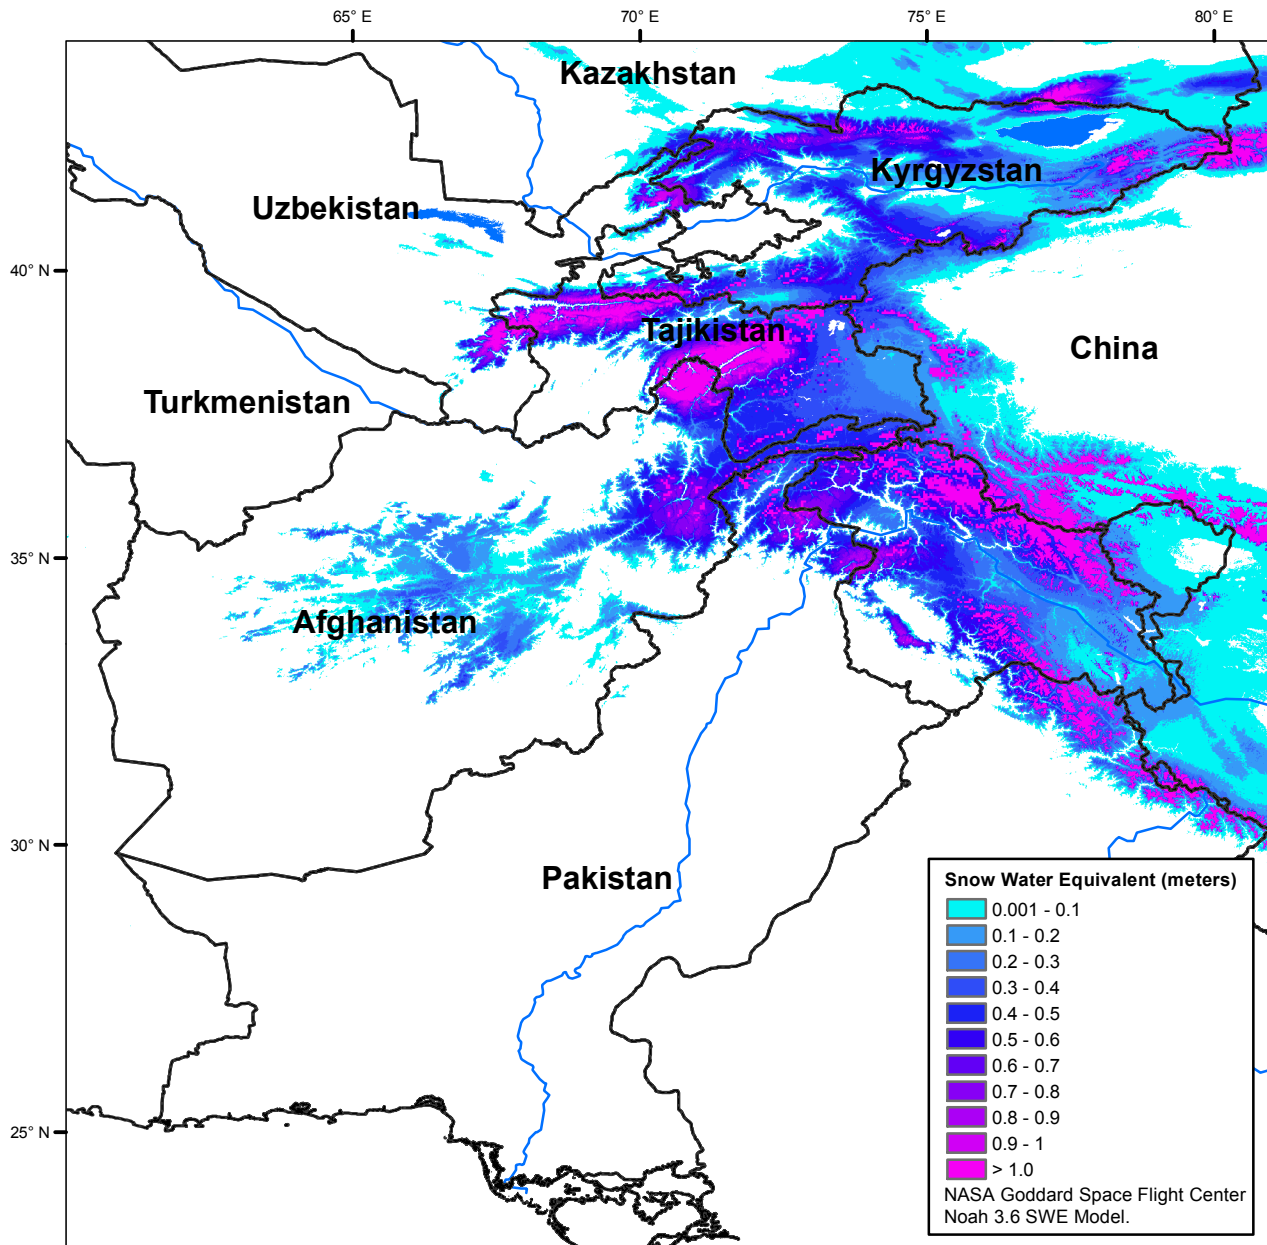 65° E
70° E
75° E
80° E
Kazakhstan
Kyrgyzstan
Uzbekistan
40° N
Tajikistan
China
Turkmenistan
35° N
Afghanistan
30° N
Pakistan
25° N
Snow Water Equivalent (meters)
0.001 - 0.1
0.1 - 0.2
0.2 - 0.3
0.3 - 0.4
0.4 - 0.5
0.5 - 0.6
0.6 - 0.7
0.7 - 0.8
0.8 - 0.9
0.9 - 1
> 1.0
NASA Goddard Space Flight Center
Noah 3.6 SWE Model.